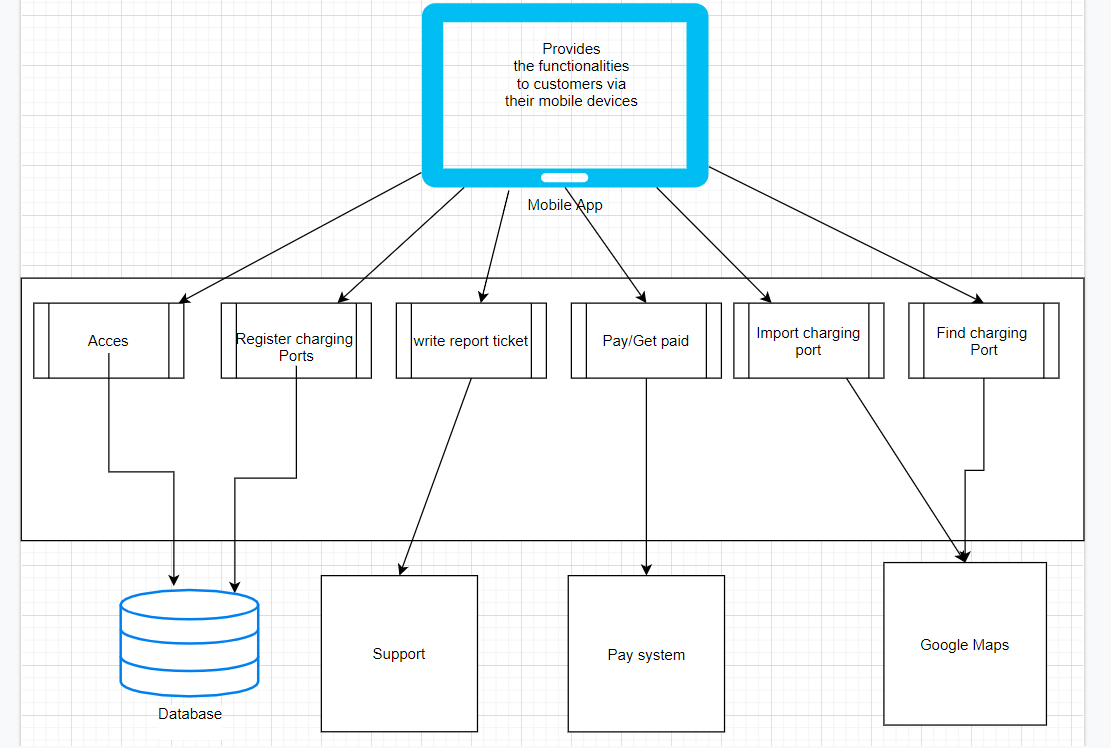 Provides
the functionalities
to customers via
their mobile devices
Mobile App
Acces
Register charging
Ports
write report ticket
Pay/Get paid
Import charging
port
Find charging
Port
Database
Support
Pay system
Google Maps